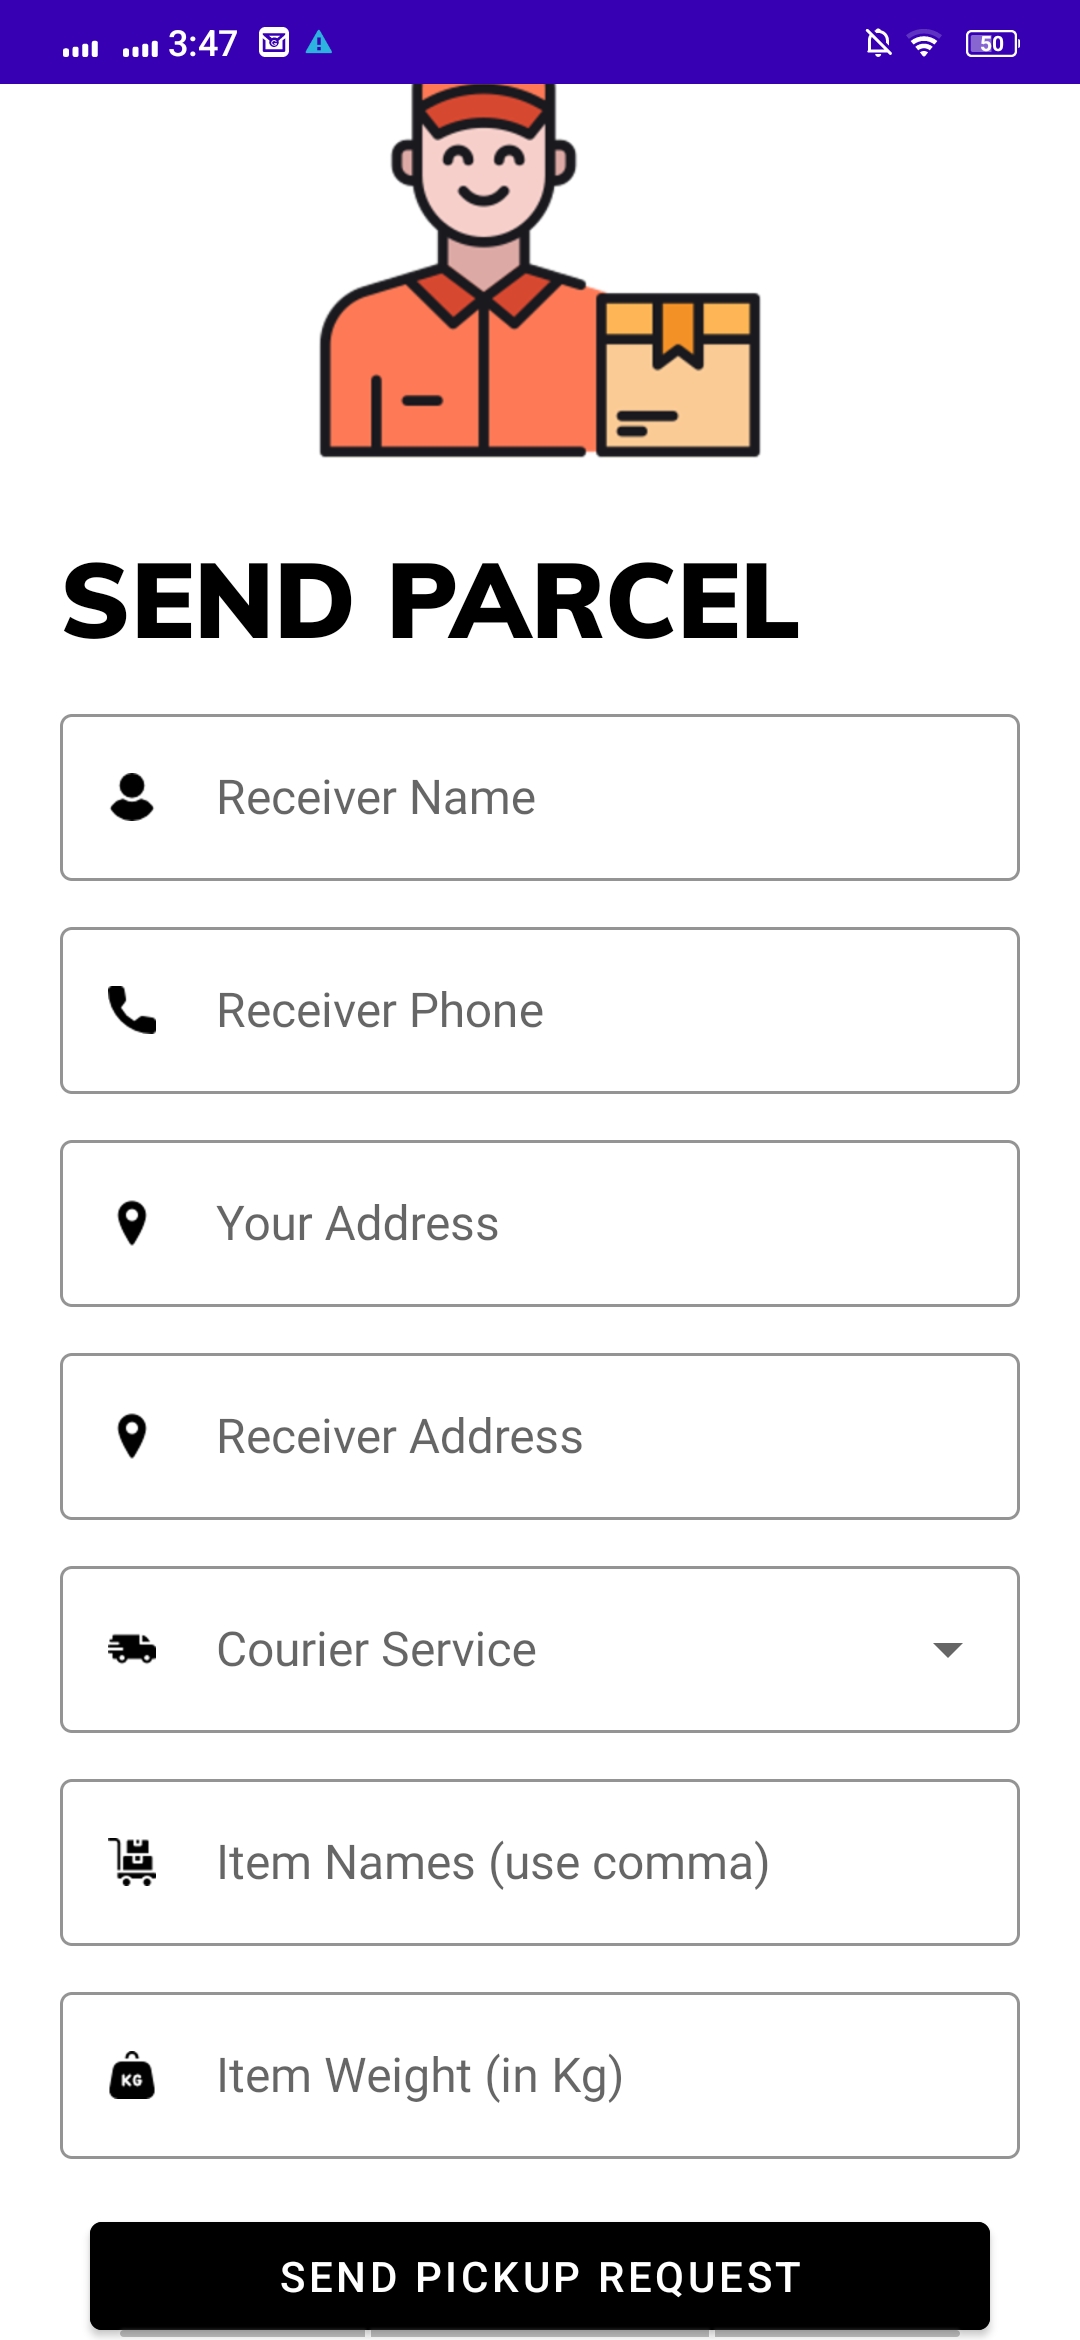 3:47
50
SEND PARCEL
Receiver Name
Receiver Phone
Your Address
Receiver Address
Courier Service
Item Names (use comma)
KG
Item Weight (in Kg)
SEND PICKUP REQUEST